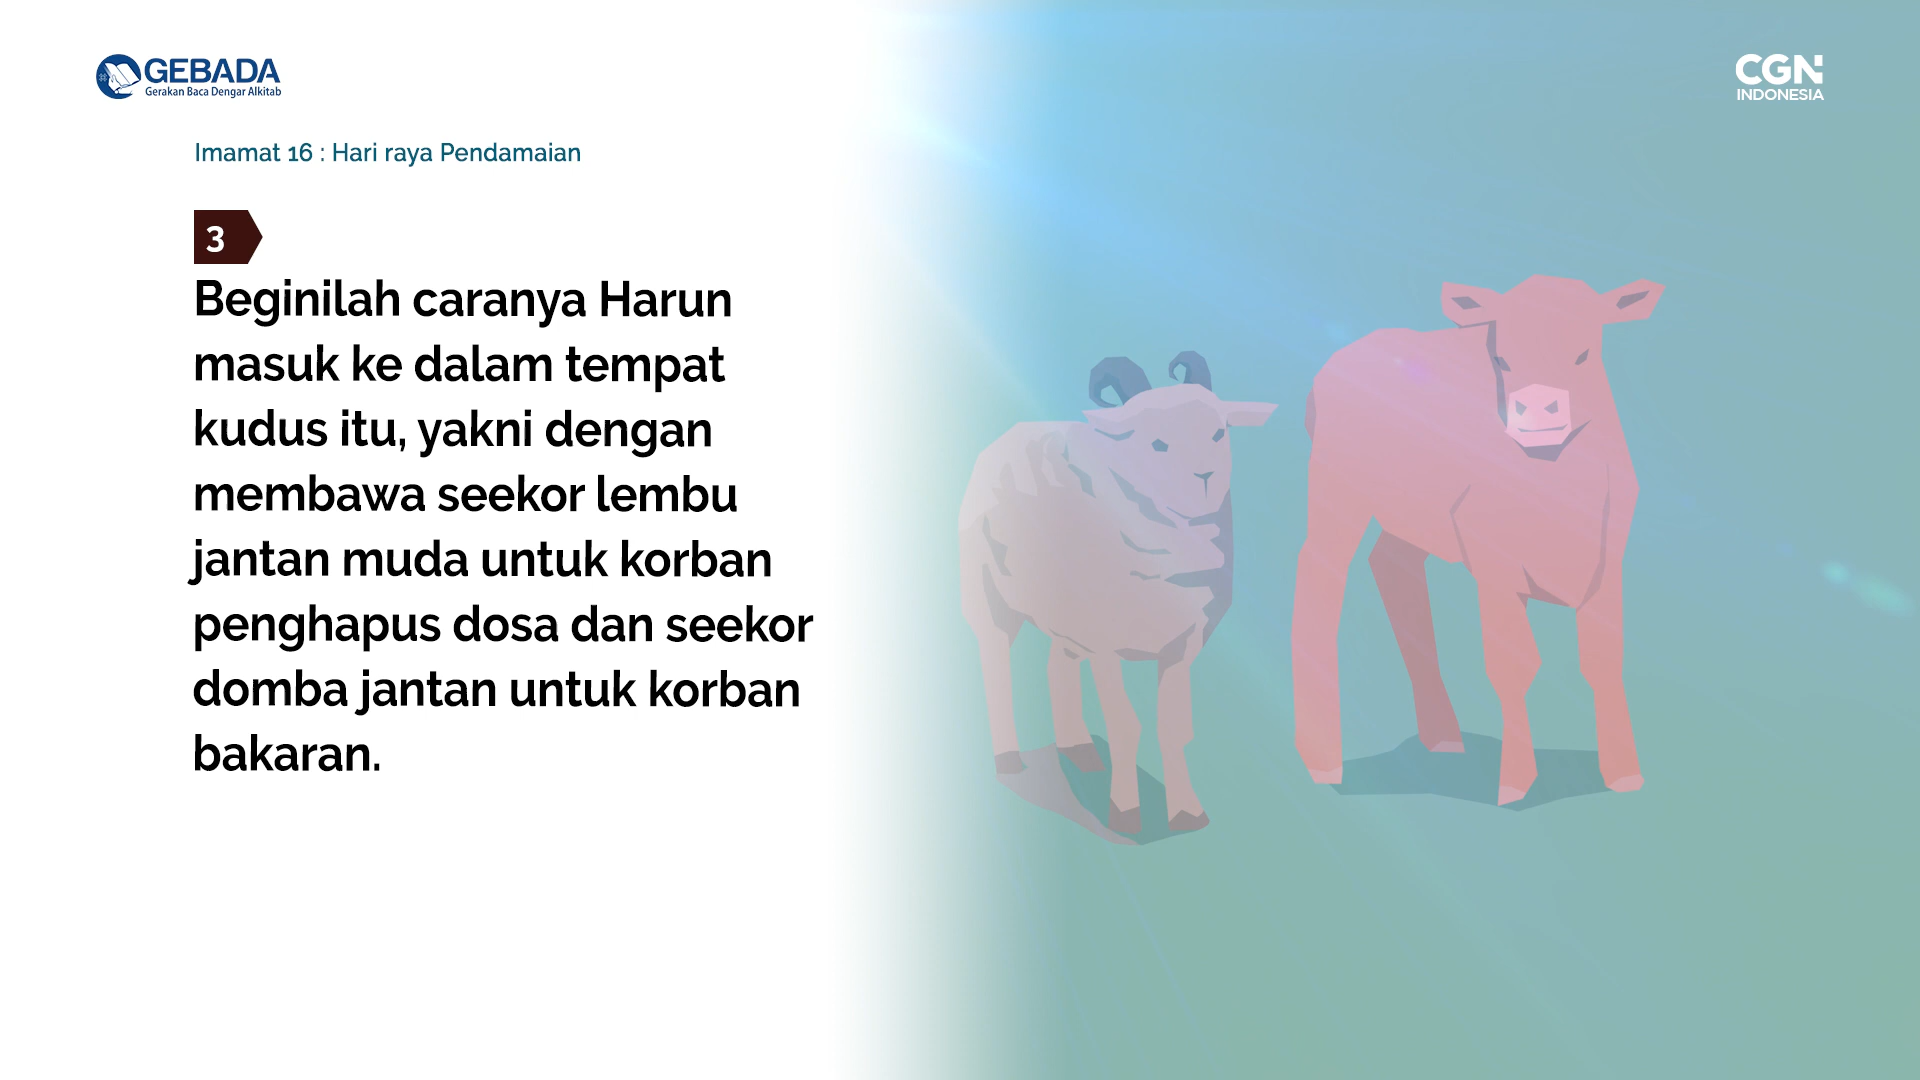 GEBADA
Gerakan Baca Dengar Alkitab
CGN
INDONESIA
Imamat 16 : Hari raya Pendamaian
3
Beginilah caranya Harun
masuk ke dalam tempat
kudus itu, yakni dengan
membawa seekor lembu
jantan muda untuk korban
penghapus dosa dan seekor
domba jantan untuk korban
bakaran.